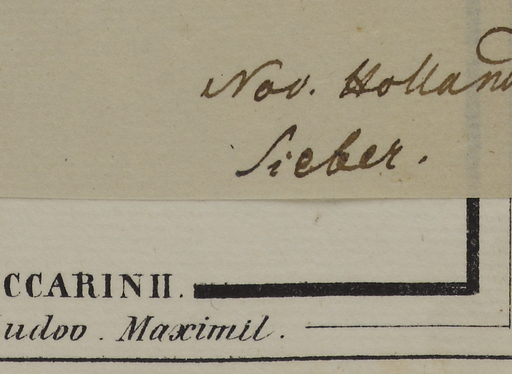 Nov. Holland
Sieber.
CCARINII.
udov. Maximil.